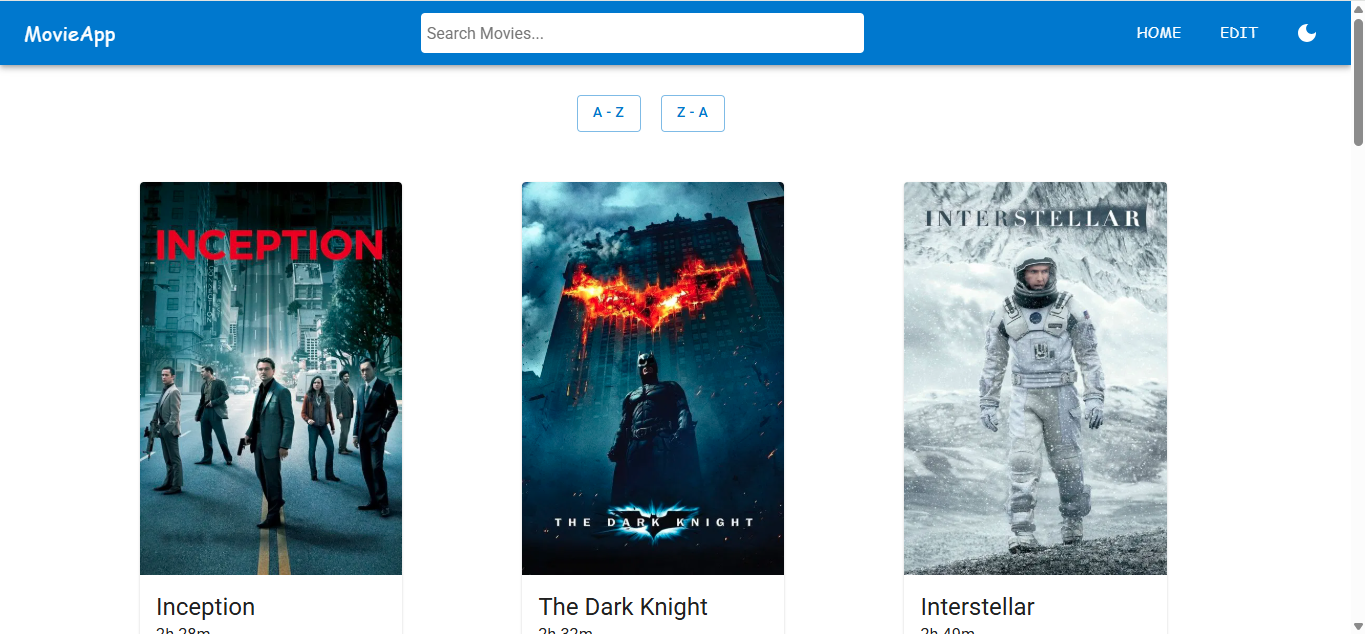 MovieApp
Search Movies...
HOME
EDIT
A - Z
Z - A
INCEPTION
THE DARK KNIGHT
INTERSTELLAR
Inception
The Dark Knight
Interstellar
2h 28m
2h 32m
2h 49m